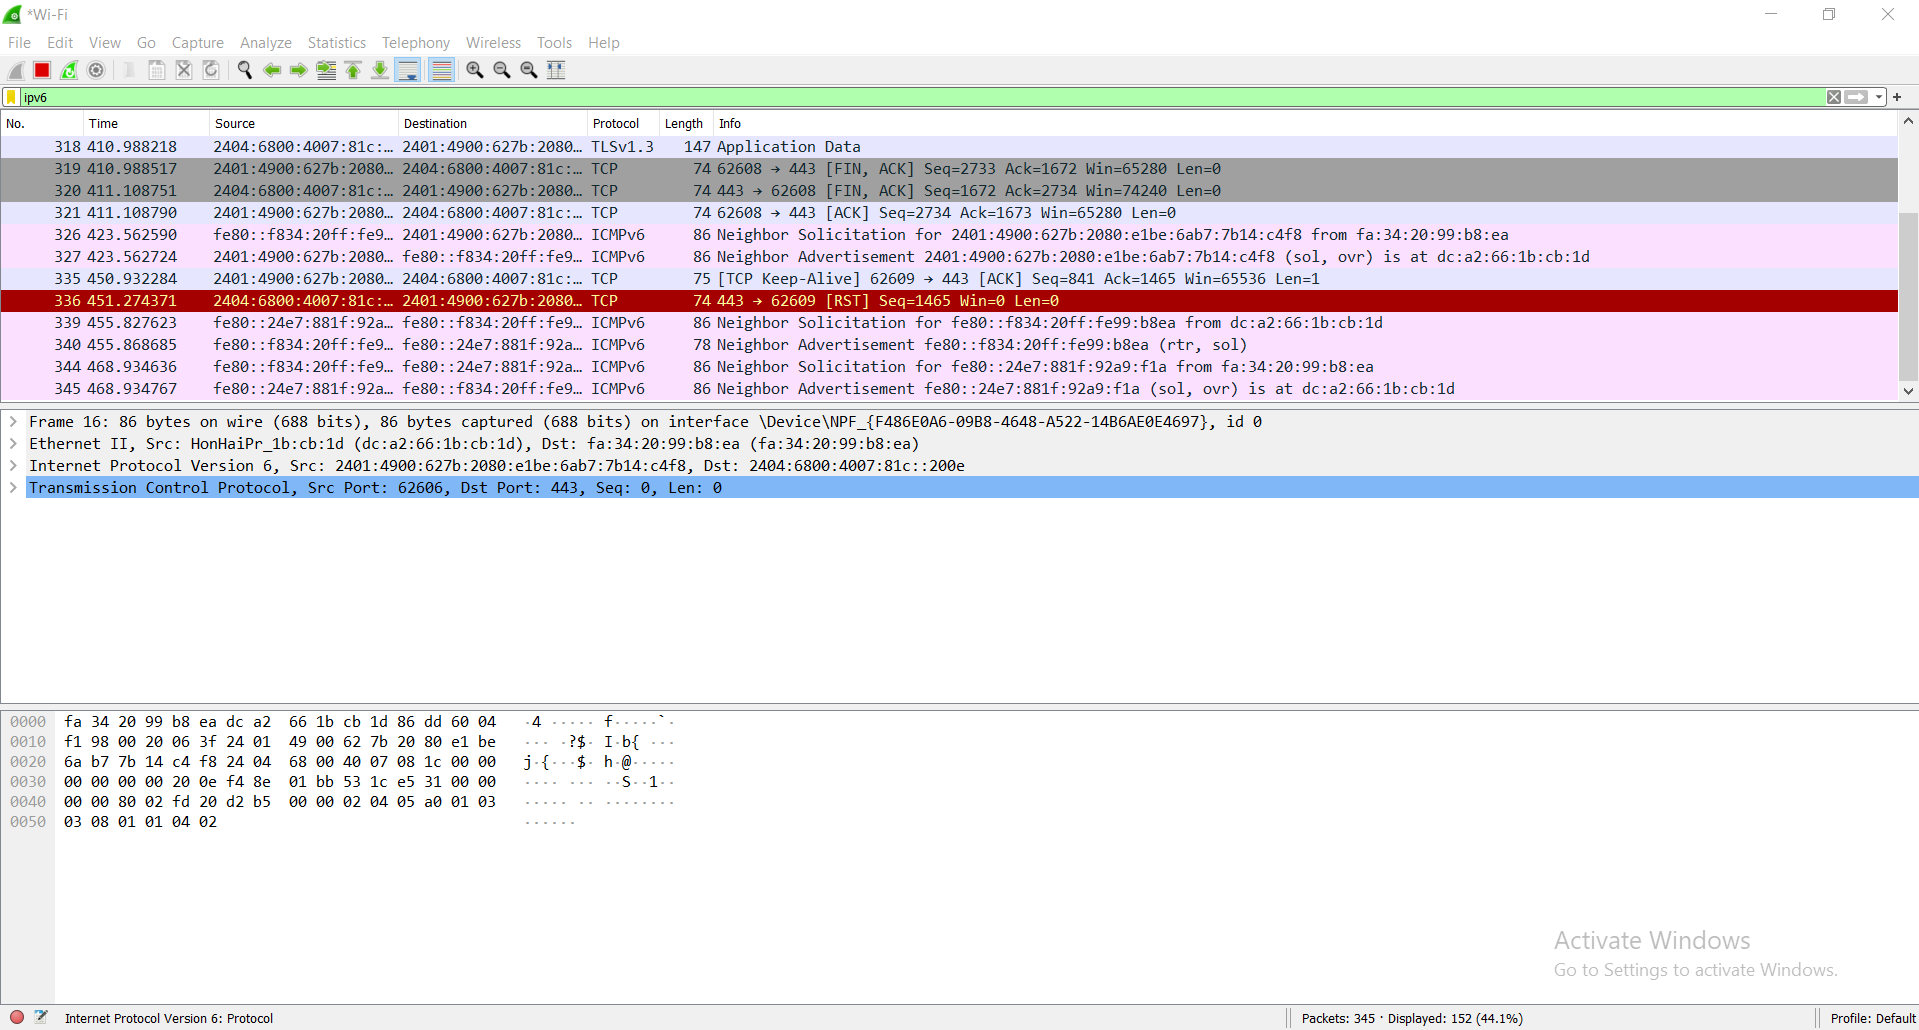 *Wi-Fi
File Edit View Go Capture Analyze Statistics Telephony Wireless Tools Help
ipv6
No. Time Source Destination Protocol Length Info
318 410.988218 2404:6800:4007:81c:… 2401:4900:627b:2080… TLSv1.3 147 Application Data
319 410.988517 2401:4900:627b:2080… 2404:6800:4007:81c:… TCP 74 62608 → 443 [FIN, ACK] Seq=2733 Ack=1672 Win=65280 Len=0
320 411.108751 2404:6800:4007:81c:… 2401:4900:627b:2080… TCP 74 443 → 62608 [FIN, ACK] Seq=1672 Ack=2734 Win=74240 Len=0
321 411.108790 2401:4900:627b:2080… 2404:6800:4007:81c:… TCP 74 62608 → 443 [ACK] Seq=2734 Ack=1673 Win=65280 Len=0
326 423.562590 fe80::f834:20ff:fe9… 2401:4900:627b:2080… ICMPv6 86 Neighbor Solicitation for 2401:4900:627b:2080:e1be:6ab7:7b14:c4f8 from fa:34:20:99:b8:ea
327 423.562724 2401:4900:627b:2080… fe80::f834:20ff:fe9… ICMPv6 86 Neighbor Advertisement 2401:4900:627b:2080:e1be:6ab7:7b14:c4f8 (sol, ovr) is at dc:a2:66:1b:cb:1d
335 450.932284 2401:4900:627b:2080… 2404:6800:4007:81c:… TCP 75 [TCP Keep-Alive] 62609 → 443 [ACK] Seq=841 Ack=1465 Win=65536 Len=1
336 451.274371 2404:6800:4007:81c:… 2401:4900:627b:2080… TCP 74 443 → 62609 [RST] Seq=1465 Win=0 Len=0
339 455.827623 fe80::24e7:881f:92a… fe80::f834:20ff:fe9… ICMPv6 86 Neighbor Solicitation for fe80::f834:20ff:fe99:b8ea from dc:a2:66:1b:cb:1d
340 455.868685 fe80::f834:20ff:fe9… fe80::24e7:881f:92a… ICMPv6 78 Neighbor Advertisement fe80::f834:20ff:fe99:b8ea (rtr, sol)
344 468.934636 fe80::f834:20ff:fe9… fe80::24e7:881f:92a… ICMPv6 86 Neighbor Solicitation for fe80::24e7:881f:92a9:f1a from fa:34:20:99:b8:ea
345 468.934767 fe80::24e7:881f:92a… fe80::f834:20ff:fe9… ICMPv6 86 Neighbor Advertisement fe80::24e7:881f:92a9:f1a (sol, ovr) is at dc:a2:66:1b:cb:1d
Frame 16: 86 bytes on wire (688 bits), 86 bytes captured (688 bits) on interface \Device\NPF_{F486E0A6-09B8-4648-A522-14B6AE0E4697}, id 0
Ethernet II, Src: HonHaiPr_1b:cb:1d (dc:a2:66:1b:cb:1d), Dst: fa:34:20:99:b8:ea (fa:34:20:99:b8:ea)
Internet Protocol Version 6, Src: 2401:4900:627b:2080:e1be:6ab7:7b14:c4f8, Dst: 2404:6800:4007:81c::200e
Transmission Control Protocol, Src Port: 62606, Dst Port: 443, Seq: 0, Len: 0
0000 fa 34 20 99 b8 ea dc a2 66 1b cb 1d 86 dd 60 04 ·4 ····· f·····`·
0010 f1 98 00 20 06 3f 24 01 49 00 62 7b 20 80 e1 be ··· ·?$· I·b{ ···
0020 6a b7 7b 14 c4 f8 24 04 68 00 40 07 08 1c 00 00 j·{···$· h·@·····
0030 00 00 00 00 20 0e f4 8e 01 bb 53 1c e5 31 00 00 ···· ··· ··S··1··
0040 00 00 80 02 fd 20 d2 b5 00 00 02 04 05 a0 01 03 ····· ·· ········
0050 03 08 01 01 04 02 ······
Activate Windows
Go to Settings to activate Windows.
Internet Protocol Version 6: Protocol Packets: 345 · Displayed: 152 (44.1%) Profile: Default